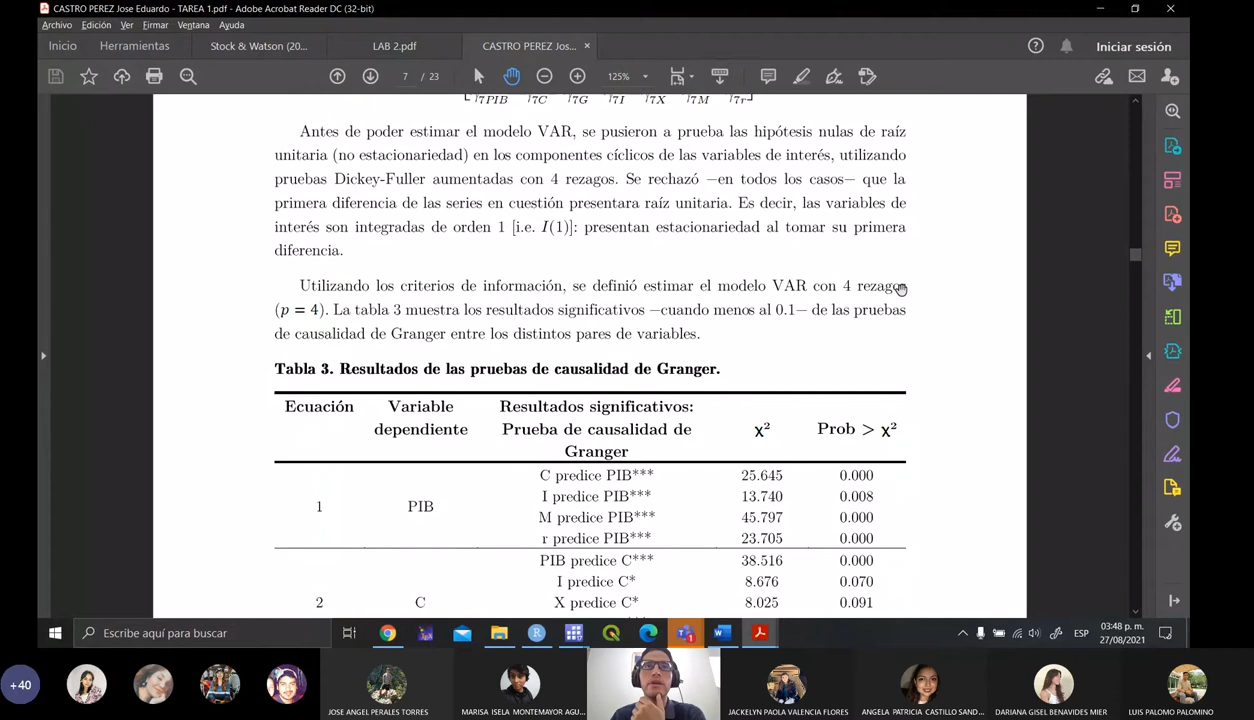 CASTRO PEREZ Jose Eduardo - TAREA 1.pdf - Adobe Acrobat Reader DC (32-bit)
Archivo Edición Ver Firmar Ventana Ayuda
Inicio Herramientas Stock & Watson (20... LAB 2.pdf CASTRO PEREZ Jos... × Iniciar sesión
7 / 23 125%
7PIB 7C 7G 7I 7X 7M 7r
Antes de poder estimar el modelo VAR, se pusieron a prueba las hipótesis nulas de raíz
unitaria (no estacionariedad) en los componentes cíclicos de las variables de interés, utilizando
pruebas Dickey-Fuller aumentadas con 4 rezagos. Se rechazó –en todos los casos– que la
primera diferencia de las series en cuestión presentara raíz unitaria. Es decir, las variables de
interés son integradas de orden 1 [i.e. I(1)]: presentan estacionariedad al tomar su primera
diferencia.
Utilizando los criterios de información, se definió estimar el modelo VAR con 4 rezagos
(p = 4). La tabla 3 muestra los resultados significativos –cuando menos al 0.1– de las pruebas
de causalidad de Granger entre los distintos pares de variables.
Tabla 3. Resultados de las pruebas de causalidad de Granger.
Ecuación Variable Resultados significativos:
dependiente Prueba de causalidad de χ² Prob > χ²
Granger
C predice PIB*** 25.645 0.000
I predice PIB*** 13.740 0.008
1 PIB
M predice PIB*** 45.797 0.000
r predice PIB*** 23.705 0.000
PIB predice C*** 38.516 0.000
I predice C* 8.676 0.070
2 C X predice C* 8.025 0.091
Escribe aquí para buscar ESP 03:48 p. m.
27/08/2021
+40 JOSE ANGEL PERALES TORRES MARISA ISELA MONTEMAYOR AGU... JACKELYN PAOLA VALENCIA FLORES ANGELA PATRICIA CASTILLO SAND... DARIANA GISEL BENAVIDES MIER LUIS PALOMO PALOMINO